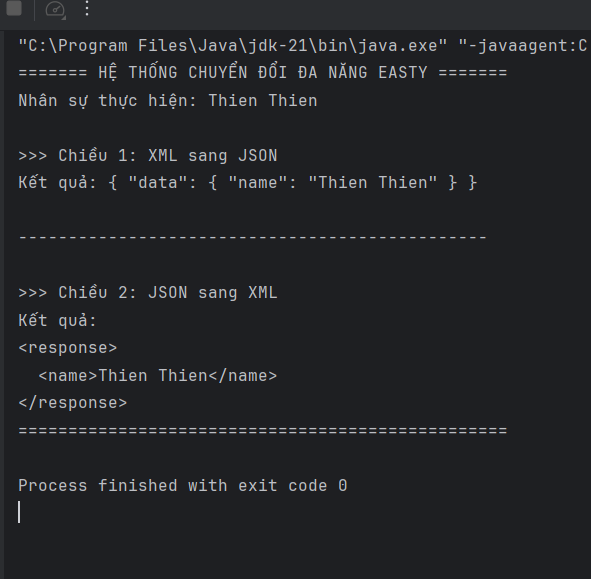 "C:\Program Files\Java\jdk-21\bin\java.exe" "-javaagent:C
======= HỆ THỐNG CHUYỂN ĐỔI ĐA NĂNG EASTY =======
Nhân sự thực hiện: Thien Thien
>>> Chiều 1: XML sang JSON
Kết quả: { "data": { "name": "Thien Thien" } }
-----------------------------------------------
>>> Chiều 2: JSON sang XML
Kết quả:
<response>
  <name>Thien Thien</name>
</response>
=================================================
Process finished with exit code 0